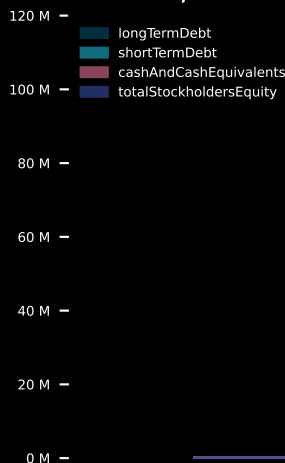 120 M
longTermDebt
shortTermDebt
100 M
cashAndCashEquivalents
totalStockholdersEquity
80 M
60 M
40 M
20 M
0 M